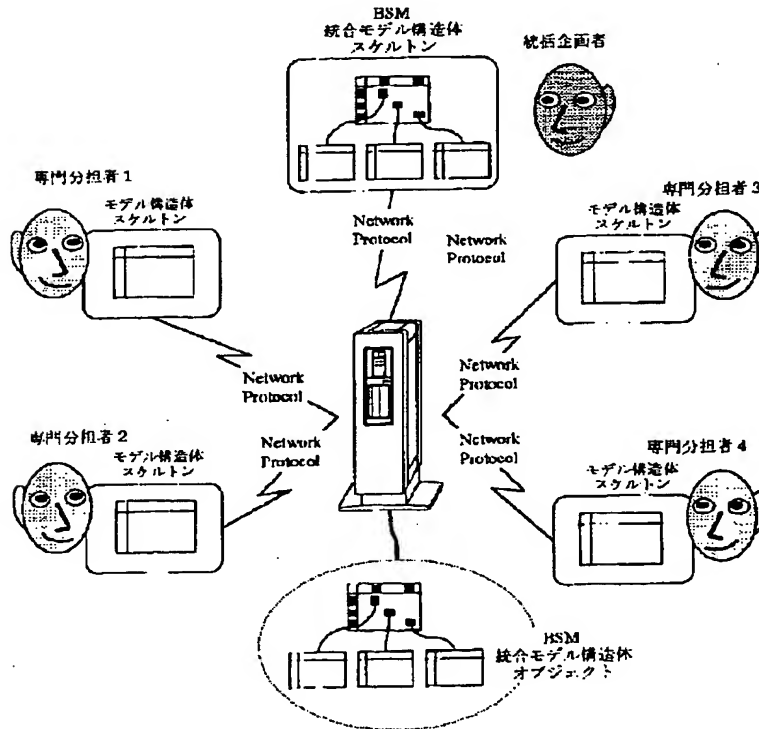 BSM
統合モデル構造体
スケルトン
統括企画者
専門分担者1
モデル構造体
スケルトン
専門分担者3
モデル構造体
スケルトン
Network
Protocol
Network
Protocol
Network
Protocol
Network
Protocol
専門分担者2
モデル構造体
スケルトン
Network
Protocol
Network
Protocol
専門分担者4
モデル構造体
スケルトン
BSM
統合モデル構造体
オブジェクト